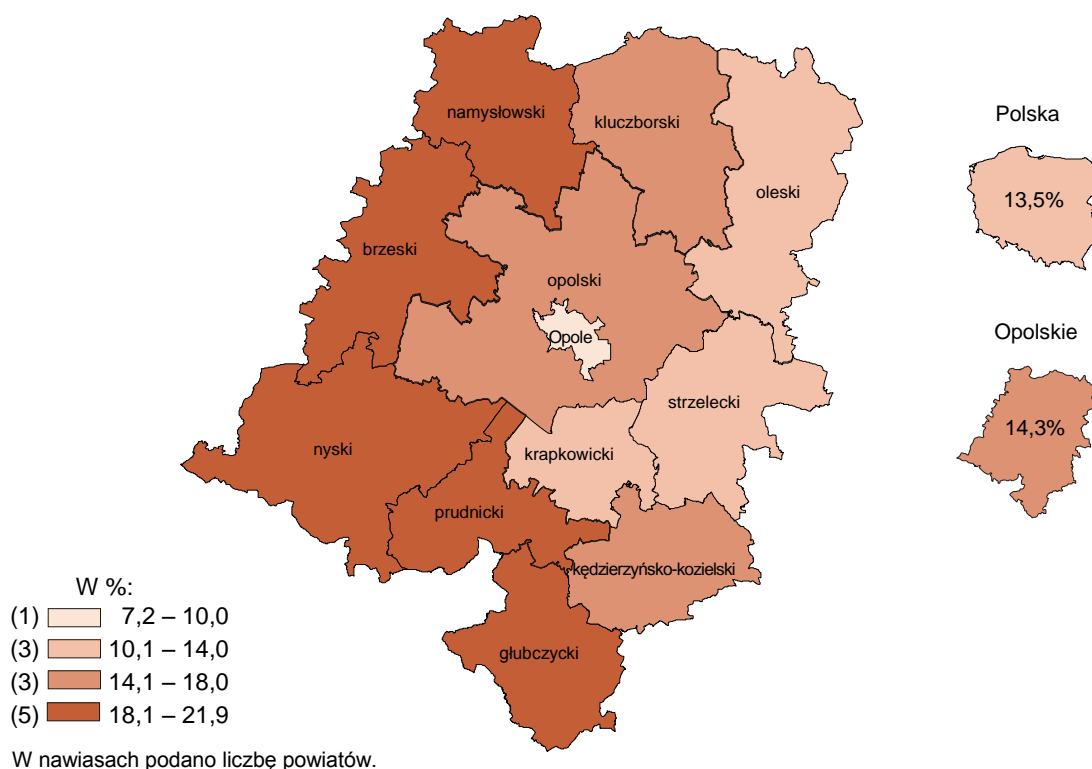 namysłowski
kluczborski
oleski
brzeski
opolski
Opole
strzelecki
nyski
krapkowicki
prudnicki
kędzierzyńsko-kozielski
głubczycki
Polska
13,5%
Opolskie
14,3%
W %:
(1) 7,2 – 10,0
(3) 10,1 – 14,0
(3) 14,1 – 18,0
(5) 18,1 – 21,9
W nawiasach podano liczbę powiatów.